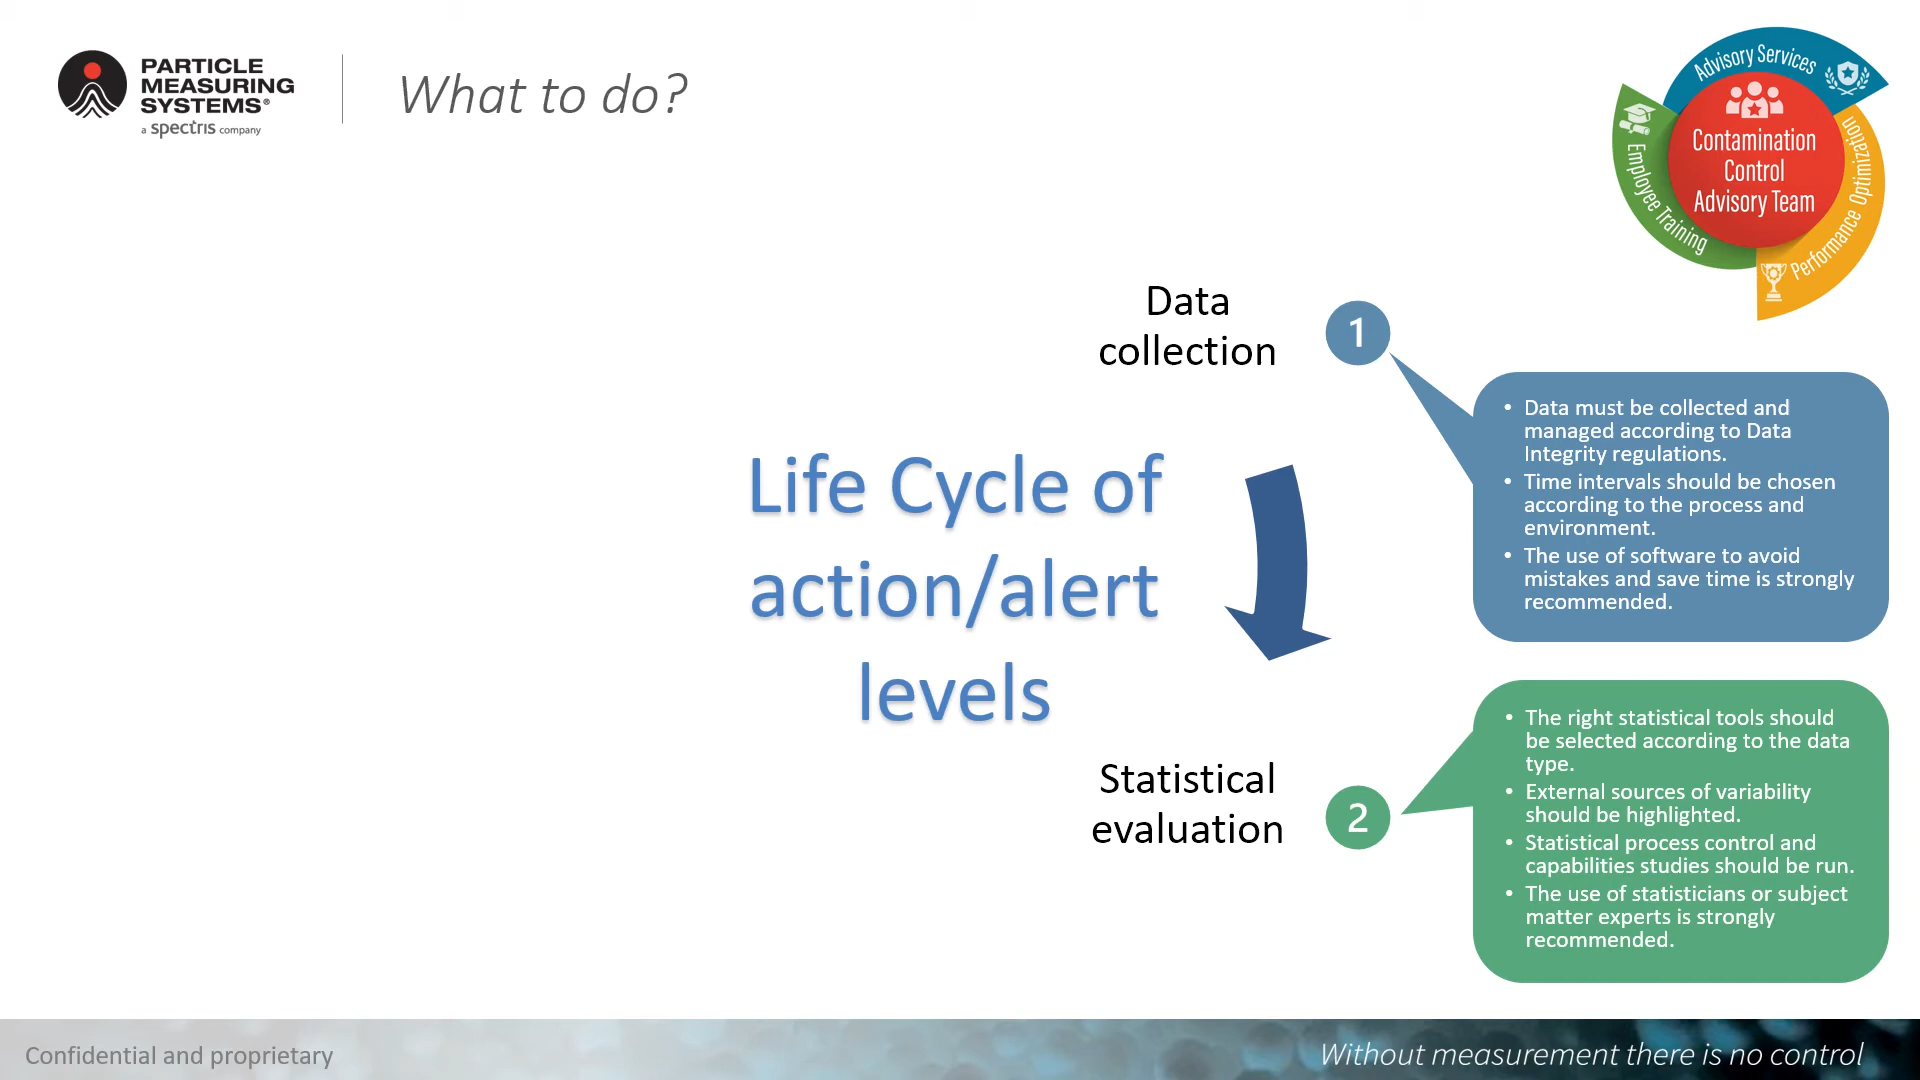 PARTICLE
MEASURING
SYSTEMS®
a spectris company
What to do?
Advisory Services
Employee Training
Performance Optimization
Contamination
Control
Advisory Team
Data
collection
1
• Data must be collected and
managed according to Data
Integrity regulations.
• Time intervals should be chosen
according to the process and
environment.
• The use of software to avoid
mistakes and save time is strongly
recommended.
Life Cycle of
action/alert
levels
Statistical
evaluation
2
• The right statistical tools should
be selected according to the data
type.
• External sources of variability
should be highlighted.
• Statistical process control and
capabilities studies should be run.
• The use of statisticians or subject
matter experts is strongly
recommended.
Confidential and proprietary
Without measurement there is no control